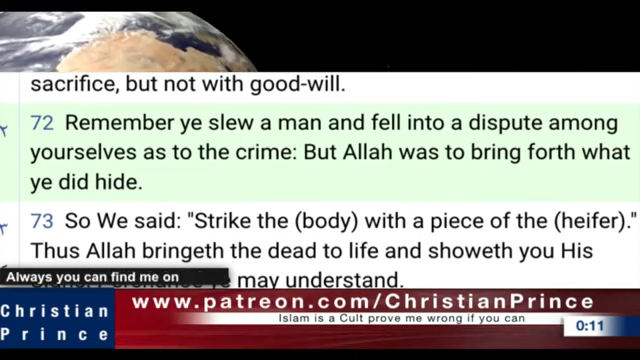 sacrifice, but not with good-will.
72 Remember ye slew a man and fell into a dispute among
yourselves as to the crime: But Allah was to bring forth what
ye did hide.
73 So We said: "Strike the (body) with a piece of the (heifer)."
Thus Allah bringeth the dead to life and showeth you His
may understand.
Always you can find me on
www.patreon.com/ChristianPrince
Christian
Prince
Islam is a Cult prove me wrong if you can
0:11